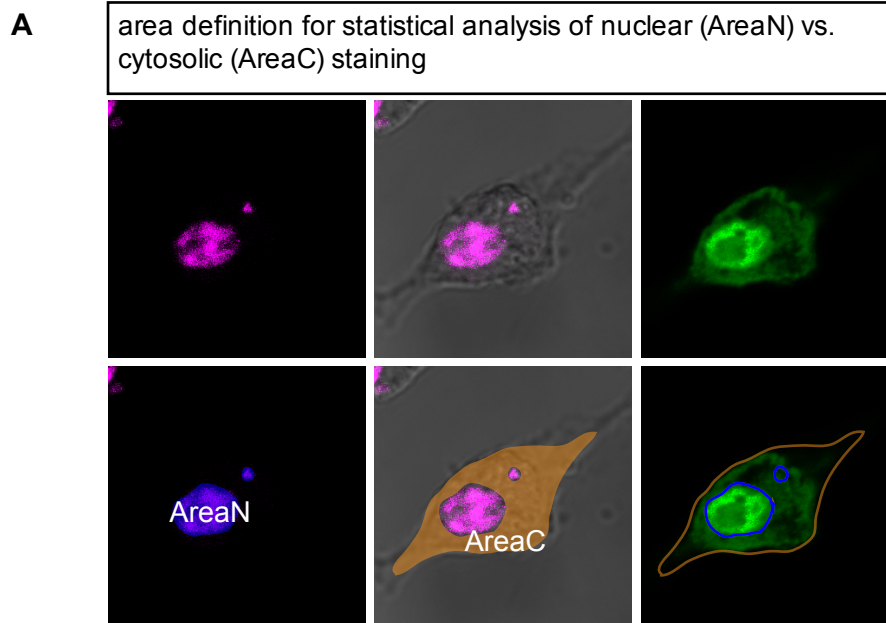 A
area definition for statistical analysis of nuclear (AreaN) vs.
cytosolic (AreaC) staining
AreaN
AreaC